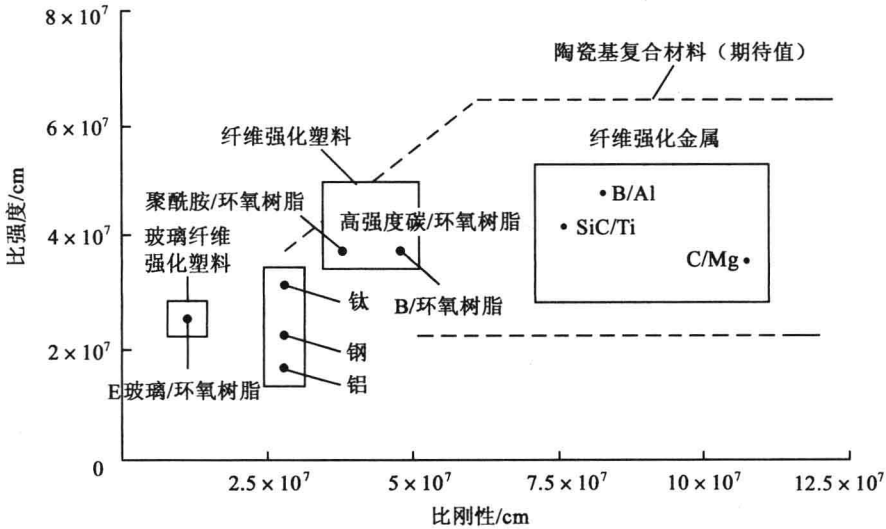 8×10⁷
陶瓷基复合材料（期待值）
6×10⁷
纤维强化塑料
纤维强化金属
聚酰胺/环氧树脂
B/Al
高强度碳/环氧树脂
SiC/Ti
4×10⁷
玻璃纤维
强化塑料
C/Mg
比强度/cm
钛
B/环氧树脂
2×10⁷
钢
E玻璃/环氧树脂
铝
0
2.5×10⁷
5×10⁷
7.5×10⁷
10×10⁷
12.5×10⁷
比刚性/cm